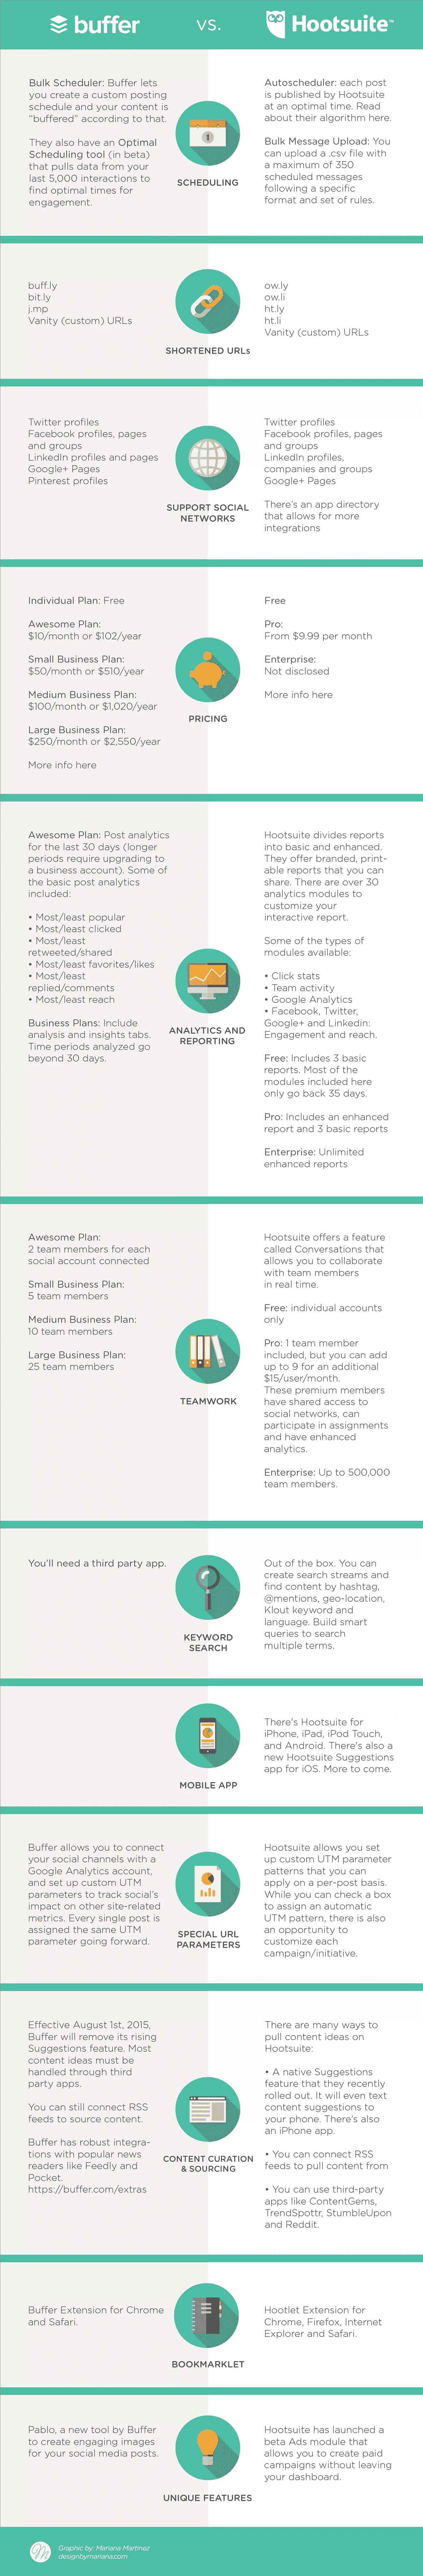 buffer
vs.
Hootsuite™
Bulk Scheduler: Buffer lets
you create a custom posting
schedule and your content is
“buffered” according to that.
They also have an Optimal
Scheduling tool (in beta)
that pulls data from your
last 5,000 interactions to
find optimal times for
engagement.
SCHEDULING
Autoscheduler: each post
is published by Hootsuite
at an optimal time. Read
about their algorithm here.
Bulk Message Upload: You
can upload a .csv file with
a maximum of 350
scheduled messages
following a specific
format and set of rules.
buff.ly
bit.ly
j.mp
Vanity (custom) URLs
SHORTENED URLs
ow.ly
ow.li
ht.ly
ht.li
Vanity (custom) URLs
Twitter profiles
Facebook profiles, pages
and groups
LinkedIn profiles and pages
Google+ Pages
Pinterest profiles
SUPPORT SOCIAL
NETWORKS
Twitter profiles
Facebook profiles, pages
and groups
LinkedIn profiles,
companies and groups
Google+ Pages
There's an app directory
that allows for more
integrations
Individual Plan: Free
Awesome Plan:
$10/month or $102/year
Small Business Plan:
$50/month or $510/year
Medium Business Plan:
$100/month or $1,020/year
Large Business Plan:
$250/month or $2,550/year
More info here
PRICING
Free
Pro:
From $9.99 per month
Enterprise:
Not disclosed
More info here
Awesome Plan: Post analytics
for the last 30 days (longer
periods require upgrading to
a business account). Some of
the basic post analytics
included:
• Most/least popular
• Most/least clicked
• Most/least
retweeted/shared
• Most/least favorites/likes
• Most/least
replied/comments
• Most/least reach
Business Plans: Include
analysis and insights tabs.
Time periods analyzed go
beyond 30 days.
ANALYTICS AND
REPORTING
Hootsuite divides reports
into basic and enhanced.
They offer branded, print-
able reports that you can
share. There are over 30
analytics modules to
customize your
interactive report.
Some of the types of
modules available:
• Click stats
• Team activity
• Google Analytics
• Facebook, Twitter,
Google+ and Linkedin:
Engagement and reach.
Free: Includes 3 basic
reports. Most of the
modules included here
only go back 35 days.
Pro: Includes an enhanced
report and 3 basic reports
Enterprise: Unlimited
enhanced reports
Awesome Plan:
2 team members for each
social account connected
Small Business Plan:
5 team members
Medium Business Plan:
10 team members
Large Business Plan:
25 team members
TEAMWORK
Hootsuite offers a feature
called Conversations that
allows you to collaborate
with team members
in real time.
Free: individual accounts
only
Pro: 1 team member
included, but you can add
up to 9 for an additional
$15/user/month.
These premium members
have shared access to
social networks, can
participate in assignments
and have enhanced
analytics.
Enterprise: Up to 500,000
team members.
You'll need a third party app.
KEYWORD
SEARCH
Out of the box. You can
create search streams and
find content by hashtag,
@mentions, geo-location,
Klout keyword and
language. Build smart
queries to search
multiple terms.
MOBILE APP
There's Hootsuite for
iPhone, iPad, iPod Touch,
and Android. There's also a
new Hootsuite Suggestions
app for iOS. More to come.
Buffer allows you to connect
your social channels with a
Google Analytics account,
and set up custom UTM
parameters to track social's
impact on other site-related
metrics. Every single post is
assigned the same UTM
parameter going forward.
SPECIAL URL
PARAMETERS
Hootsuite allows you set
up custom UTM parameter
patterns that you can
apply on a per-post basis.
While you can check a box
to assign an automatic
UTM pattern, there is also
an opportunity to
customize each
campaign/initiative.
Effective August 1st, 2015,
Buffer will remove its rising
Suggestions feature. Most
content ideas must be
handled through third
party apps.
You can still connect RSS
feeds to source content.
Buffer has robust integra-
tions with popular news
readers like Feedly and
Pocket.
https://buffer.com/extras
CONTENT CURATION
& SOURCING
There are many ways to
pull content ideas on
Hootsuite:
• A native Suggestions
feature that they recently
rolled out. It will even text
content suggestions to
your phone. There's also
an iPhone app.
• You can connect RSS
feeds to pull content from
• You can use third-party
apps like ContentGems,
TrendSpottr, StumbleUpon
and Reddit.
Buffer Extension for Chrome
and Safari.
BOOKMARKLET
Hootlet Extension for
Chrome, Firefox, Internet
Explorer and Safari.
Pablo, a new tool by Buffer
to create engaging images
for your social media posts.
UNIQUE FEATURES
Hootsuite has launched a
beta Ads module that
allows you to create paid
campaigns without leaving
your dashboard.
Graphic by: Mariana Martinez
designbymariana.com